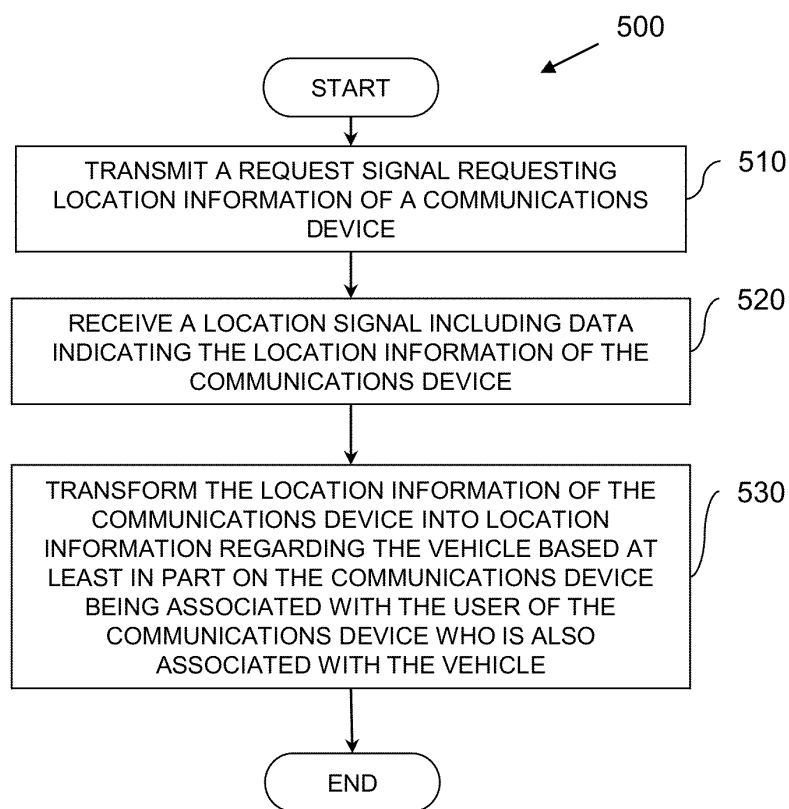 500
START
TRANSMIT A REQUEST SIGNAL REQUESTING
LOCATION INFORMATION OF A COMMUNICATIONS
DEVICE
510
RECEIVE A LOCATION SIGNAL INCLUDING DATA
INDICATING THE LOCATION INFORMATION OF THE
COMMUNICATIONS DEVICE
520
TRANSFORM THE LOCATION INFORMATION OF THE
COMMUNICATIONS DEVICE INTO LOCATION
INFORMATION REGARDING THE VEHICLE BASED AT
LEAST IN PART ON THE COMMUNICATIONS DEVICE
BEING ASSOCIATED WITH THE USER OF THE
COMMUNICATIONS DEVICE WHO IS ALSO
ASSOCIATED WITH THE VEHICLE
530
END